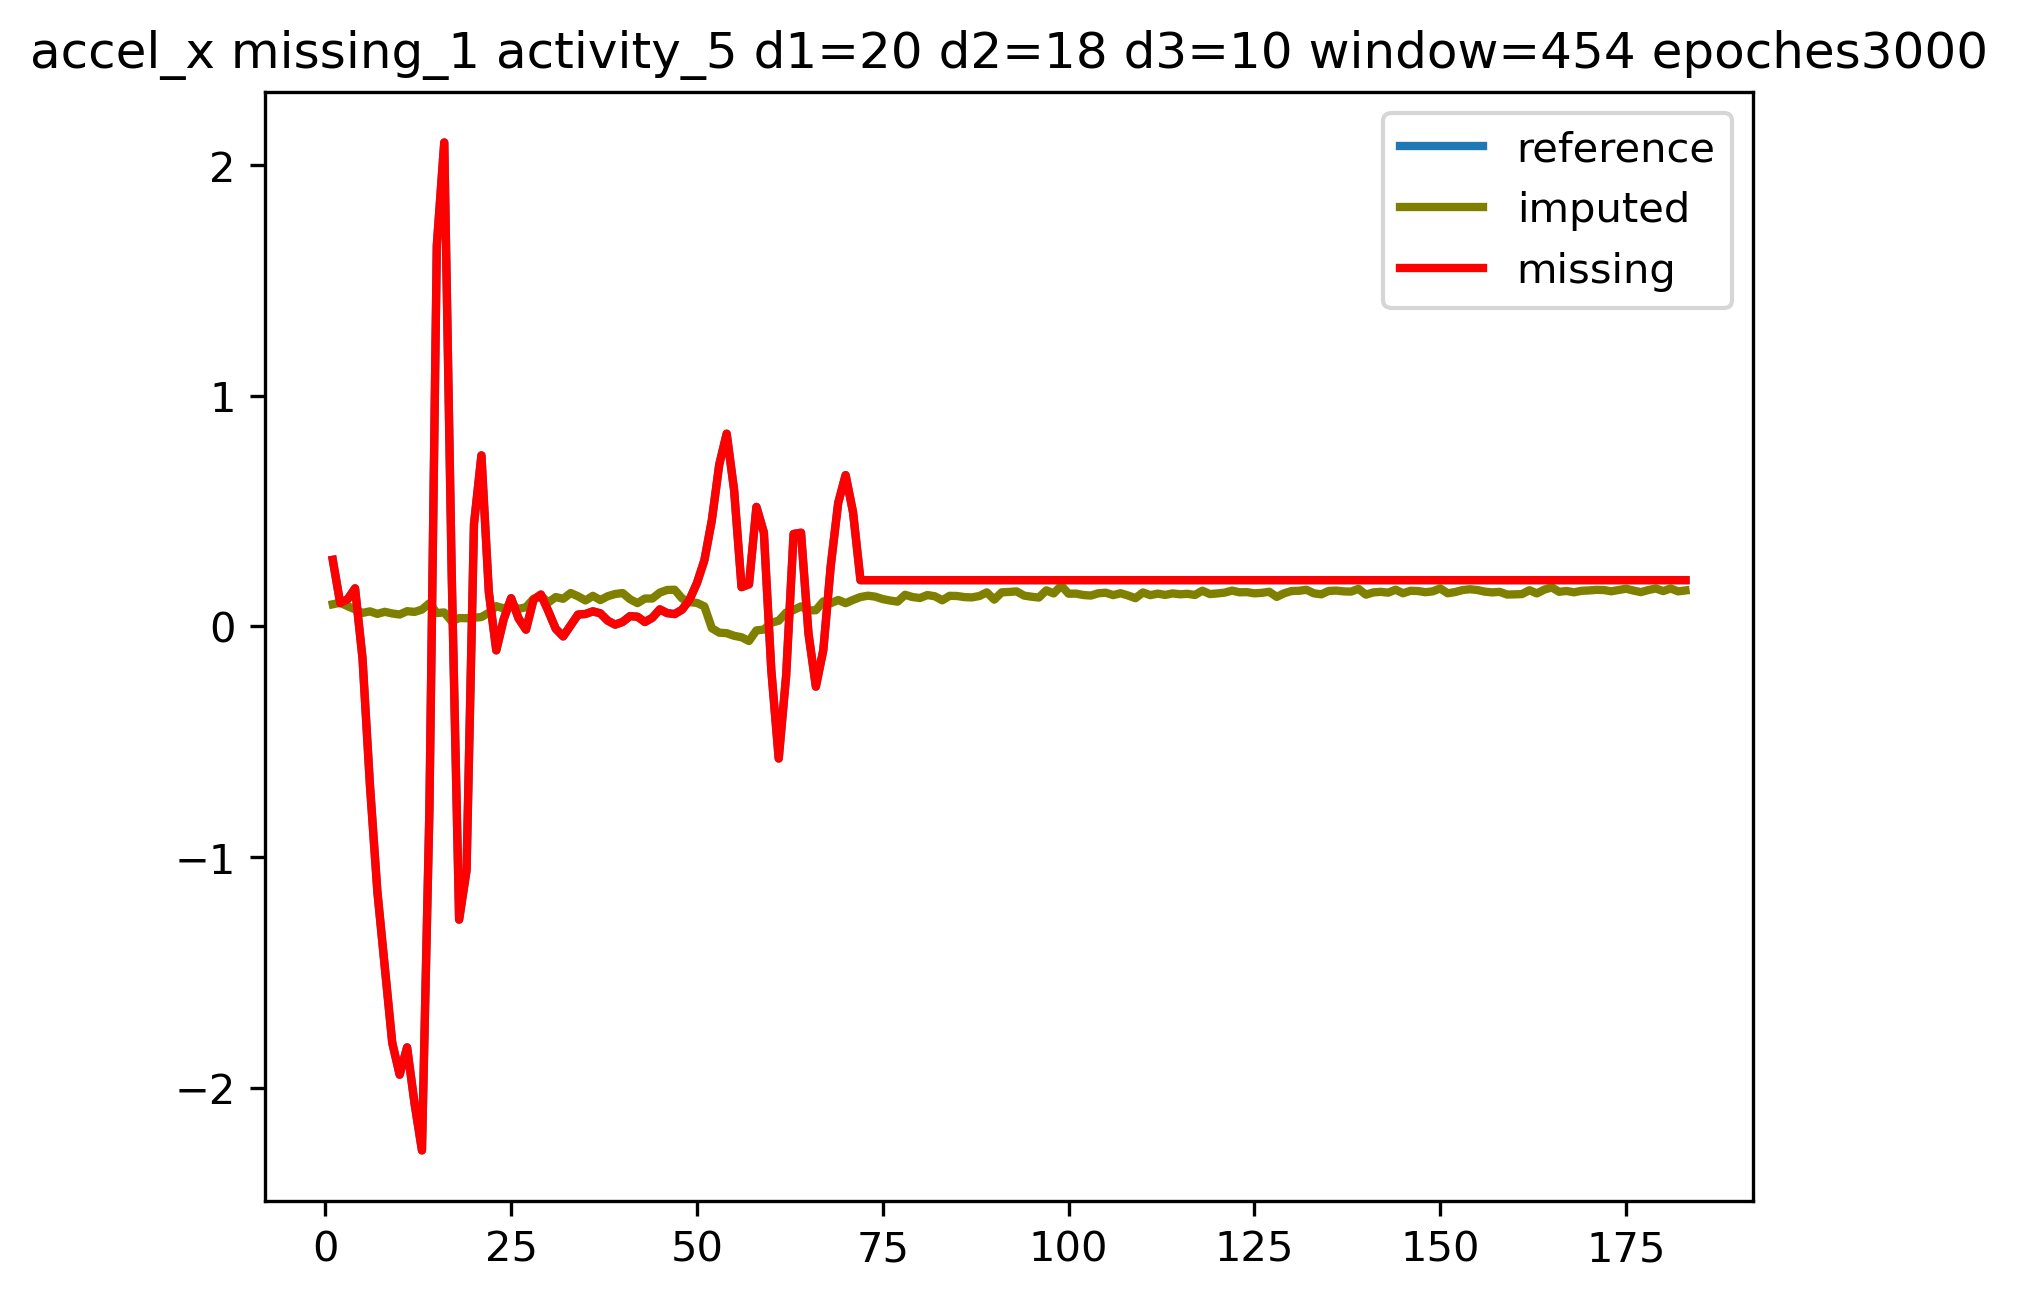 accel_x missing_1 activity_5 d1=20 d2=18 d3=10 window=454 epoches3000
reference
imputed
missing
2
1
0
−1
−2
0 25 50 75 100 125 150 175